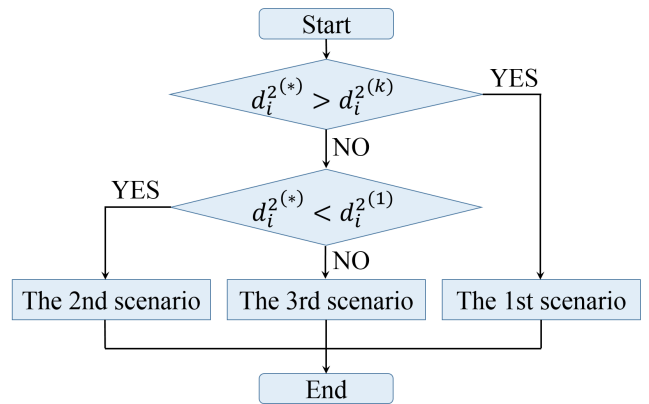 Start
YES
d_i^{2(*)} > d_i^{2(k)}
NO
YES
d_i^{2(*)} < d_i^{2(1)}
NO
The 2nd scenario
The 3rd scenario
The 1st scenario
End